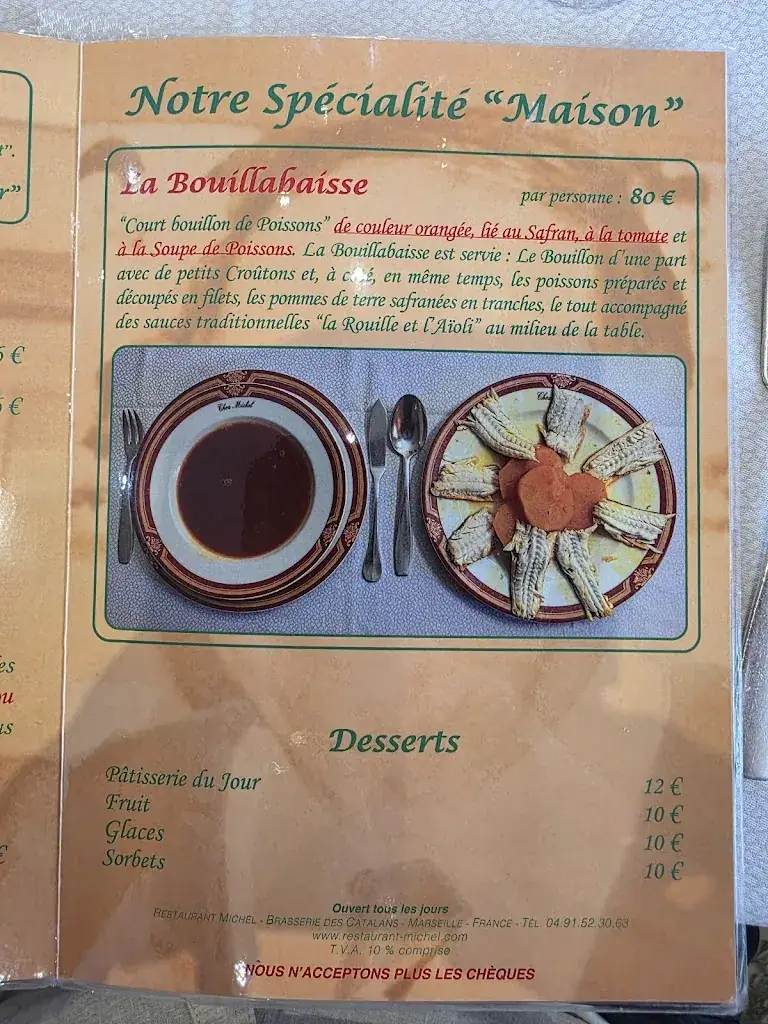 Notre Spécialité “Maison”
La Bouillabaisse
par personne : 80 €
“Court bouillon de Poissons” de couleur orangée, lié au Safran, à la tomate et
à la Soupe de Poissons. La Bouillabaisse est servie : Le Bouillon d'une part
avec de petits Croûtons et, à côté, en même temps, les poissons préparés et
découpés en filets, les pommes de terre safranées en tranches, le tout accompagné
des sauces traditionnelles “la Rouille et l'Aïoli” au milieu de la table.
Chez Michel
Desserts
Pâtisserie du Jour 12 €
Fruit 10 €
Glaces 10 €
Sorbets 10 €
Ouvert tous les jours
RESTAURANT MICHEL - BRASSERIE DES CATALANS - MARSEILLE - FRANCE - TÉL. 04.91.52.30.63
www.restaurant-michel.com
T.V.A. 10 % comprise
NOUS N'ACCEPTONS PLUS LES CHÈQUES